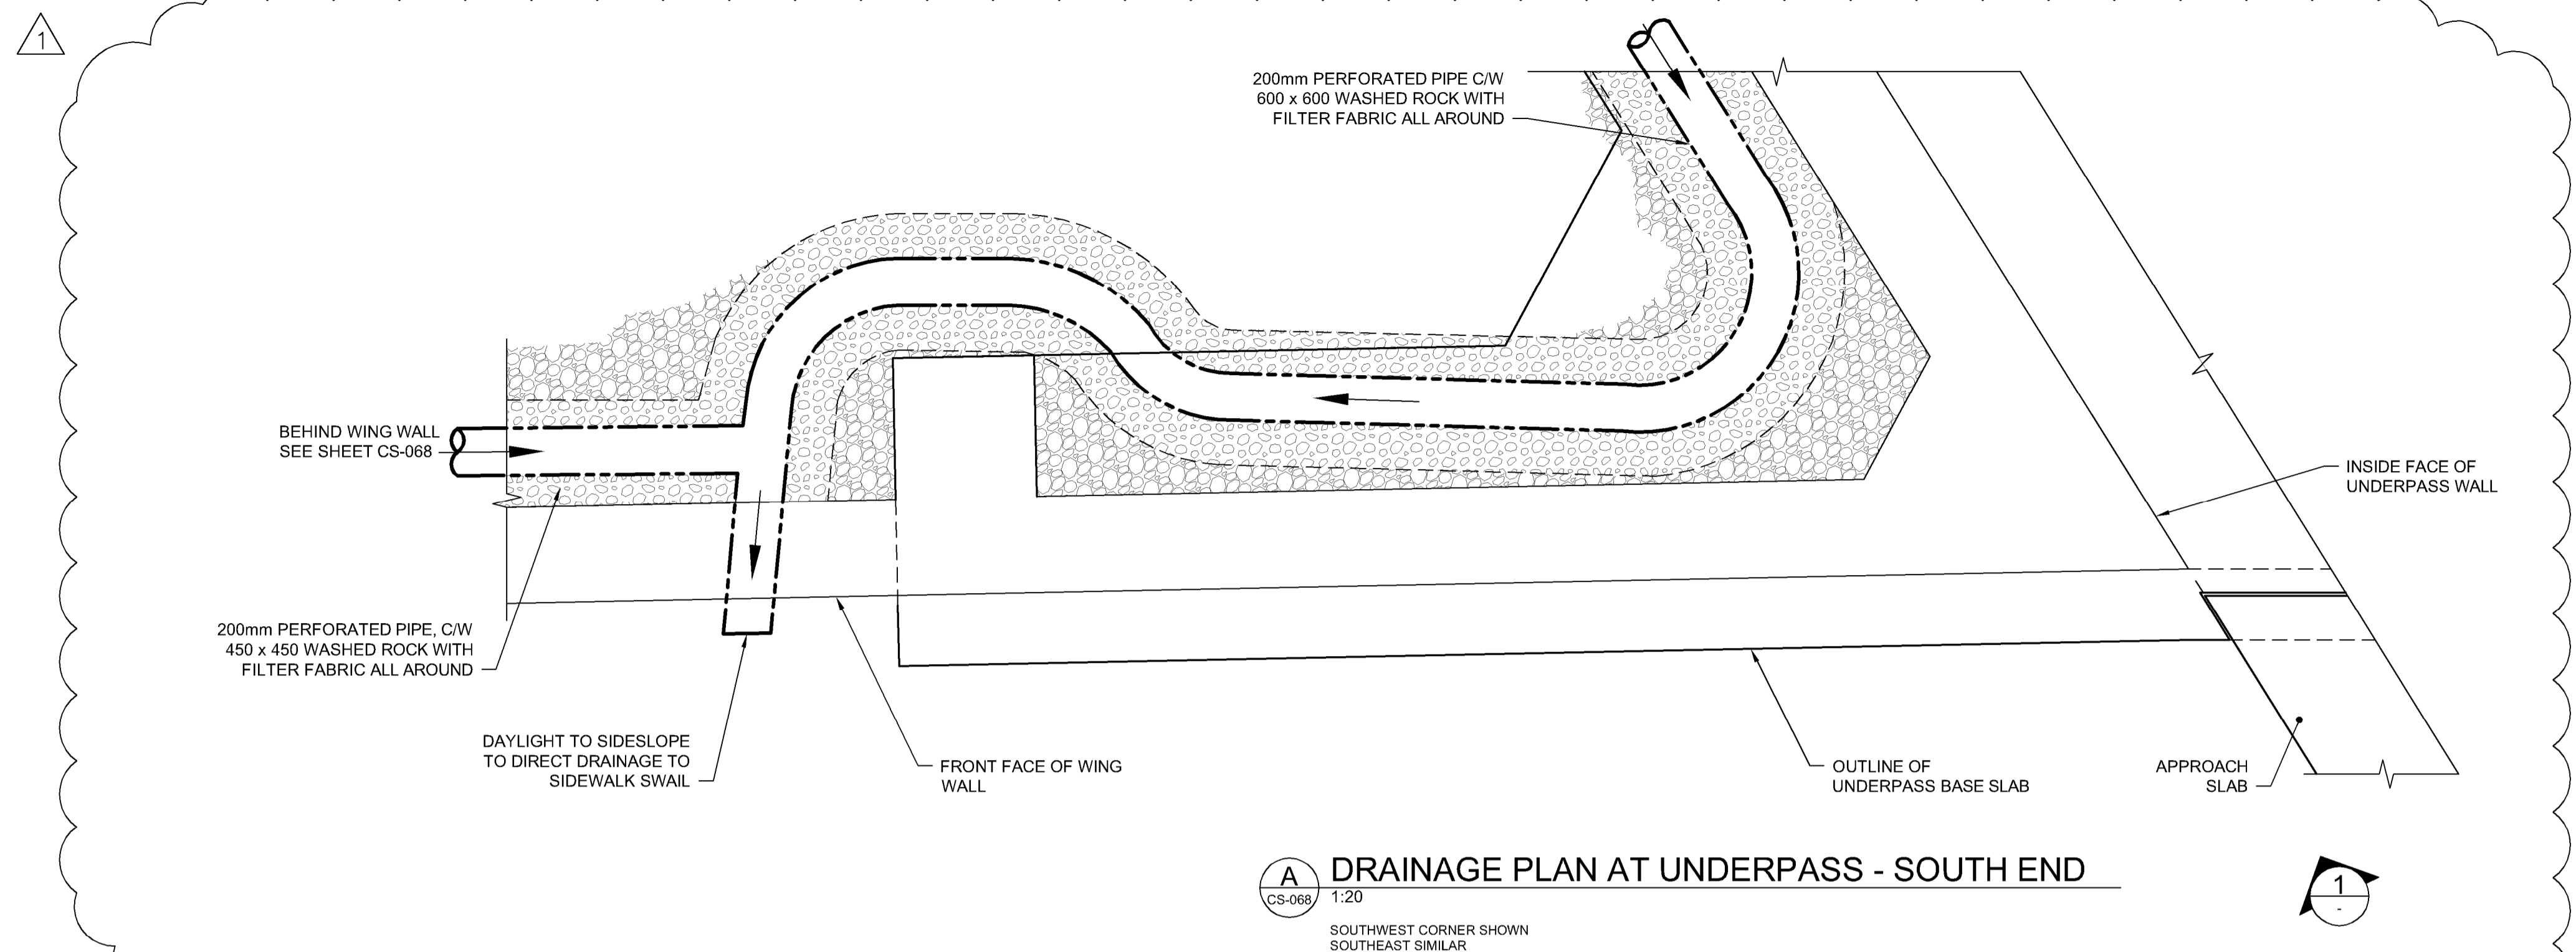 1
200mm PERFORATED PIPE C/W
600 x 600 WASHED ROCK WITH
FILTER FABRIC ALL AROUND
BEHIND WING WALL
SEE SHEET CS-068
INSIDE FACE OF
UNDERPASS WALL
200mm PERFORATED PIPE, C/W
450 x 450 WASHED ROCK WITH
FILTER FABRIC ALL AROUND
DAYLIGHT TO SIDESLOPE
TO DIRECT DRAINAGE TO
SIDEWALK SWAIL
FRONT FACE OF WING
WALL
OUTLINE OF
UNDERPASS BASE SLAB
APPROACH
SLAB
A
CS-068
DRAINAGE PLAN AT UNDERPASS - SOUTH END
1:20
SOUTHWEST CORNER SHOWN
SOUTHEAST SIMILAR
1
-